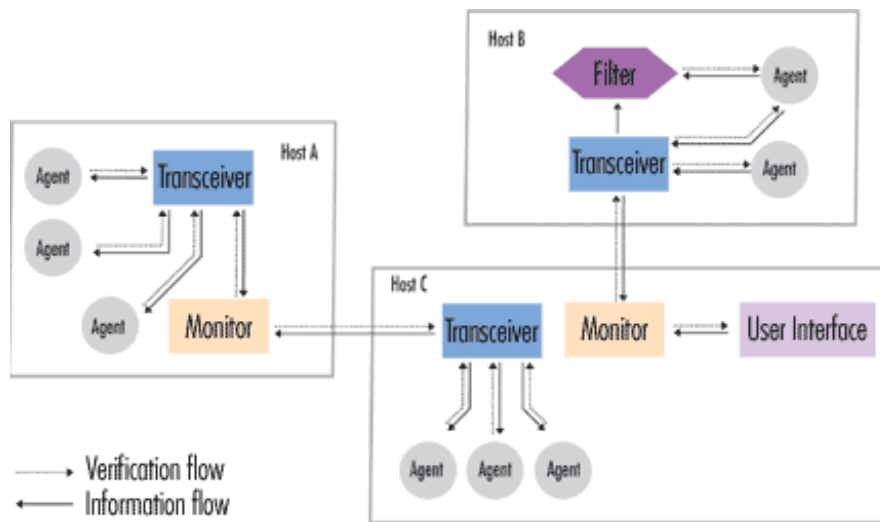 Host B
Filter
Agent
Transceiver
Agent
Host A
Agent
Transceiver
Agent
Agent
Monitor
Host C
Transceiver
Monitor
User Interface
Agent
Agent
Agent
Verification flow
Information flow